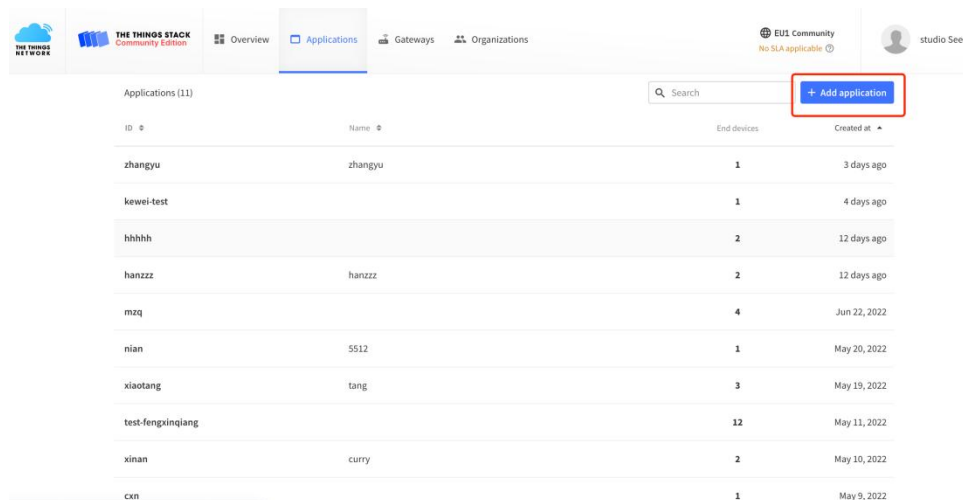 THE THINGS NETWORK
THE THINGS STACK
Community Edition
Overview
Applications
Gateways
Organizations
EU1 Community
No SLA applicable
studio See
Applications (11)
Search
+ Add application
ID Name End devices Created at
zhangyu zhangyu 1 3 days ago
kewei-test 1 4 days ago
hhhhh 2 12 days ago
hanzzz hanzzz 2 12 days ago
mzq 4 Jun 22, 2022
nian 5512 1 May 20, 2022
xiaotang tang 3 May 19, 2022
test-fengxinqiang 12 May 11, 2022
xinan curry 2 May 10, 2022
cxn 1 May 9, 2022